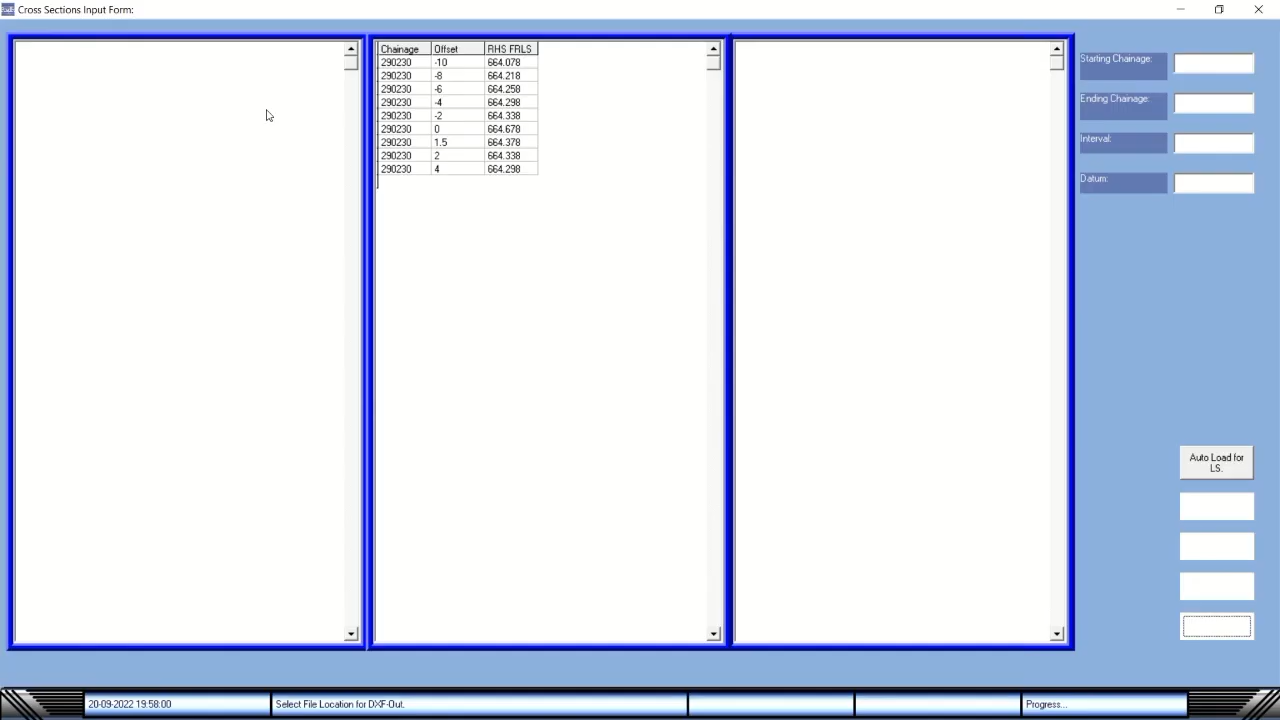 Cross Sections Input Form:
Chainage Offset RHS FRLS
290230 -10 664.078
290230 -8 664.218
290230 -6 664.258
290230 -4 664.298
290230 -2 664.338
290230 0 664.678
290230 1.5 664.378
290230 2 664.338
290230 4 664.298
Starting Chainage:
Ending Chainage:
Interval:
Datum:
Auto Load for
LS.
20-09-2022 19:58:00 Select File Location for DXF-Out. Progress...